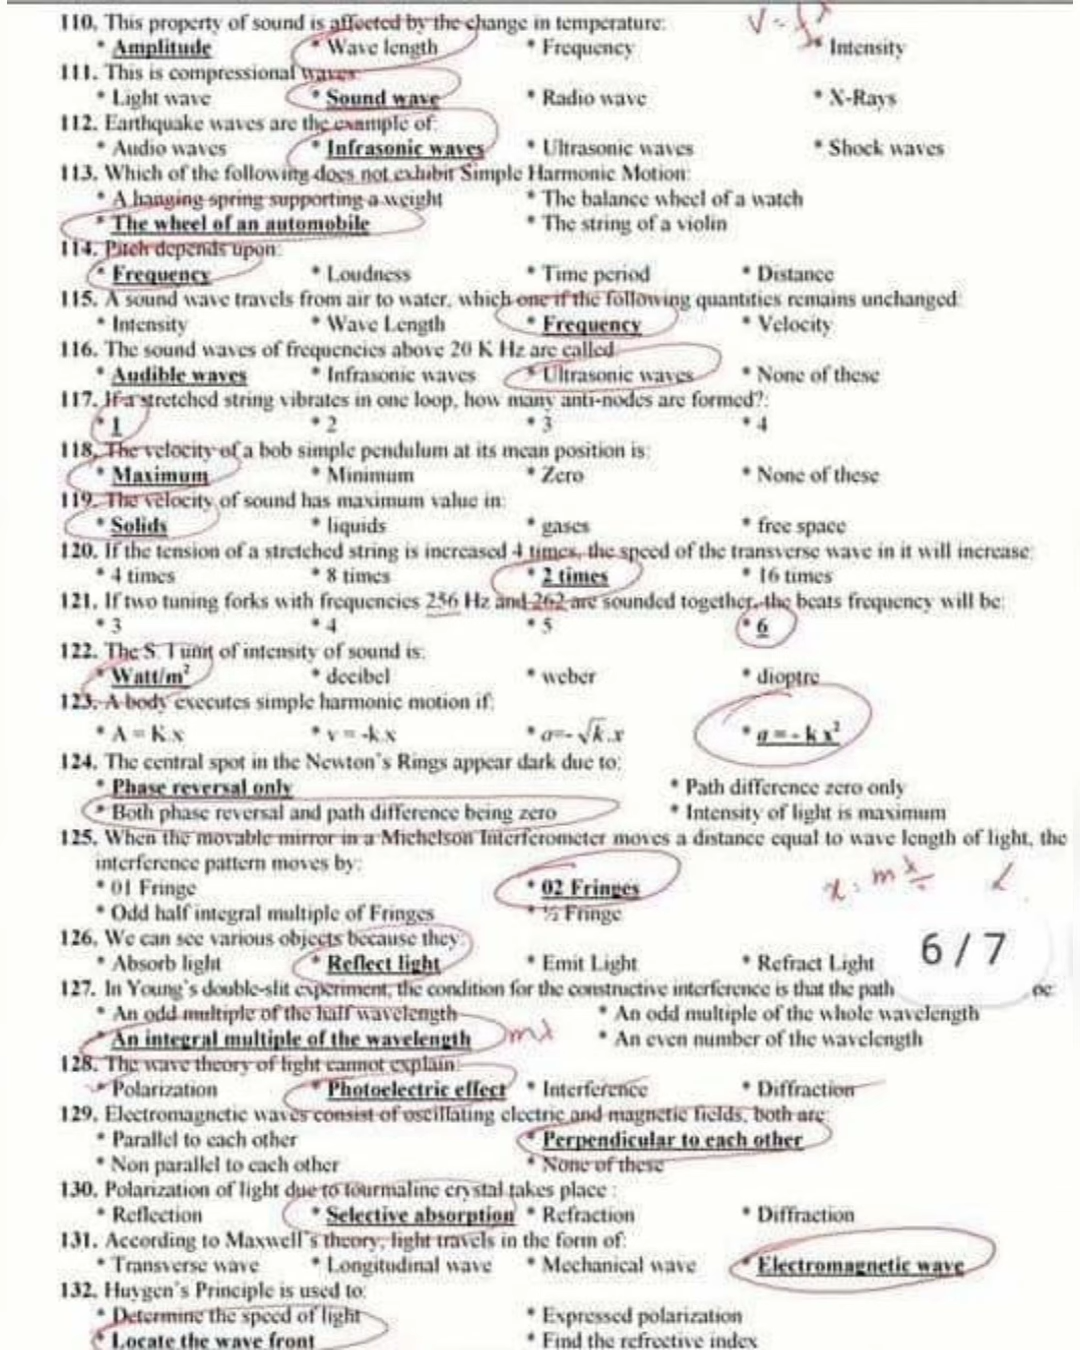 110. This property of sound is affected by the change in temperature:
* Amplitude * Wave length * Frequency * Intensity
V = f λ
111. This is compressional waves:
* Light wave * Sound wave * Radio wave * X-Rays
112. Earthquake waves are the example of:
* Audio waves * Infrasonic waves * Ultrasonic waves * Shock waves
113. Which of the following does not exhibit Simple Harmonic Motion:
* A hanging spring supporting a weight * The balance wheel of a watch
* The wheel of an automobile * The string of a violin
114. Pitch depends upon:
* Frequency * Loudness * Time period * Distance
115. A sound wave travels from air to water, which one if the following quantities remains unchanged:
* Intensity * Wave Length * Frequency * Velocity
116. The sound waves of frequencies above 20 K Hz are called
* Audible waves * Infrasonic waves * Ultrasonic waves * None of these
117. If a stretched string vibrates in one loop, how many anti-nodes are formed?:
* 1 * 2 * 3 * 4
118. The velocity of a bob simple pendulum at its mean position is:
* Maximum * Minimum * Zero * None of these
119. The velocity of sound has maximum value in:
* Solids * liquids * gases * free space
120. If the tension of a stretched string is increased 4 times, the speed of the transverse wave in it will increase:
* 4 times * 8 times * 2 times * 16 times
121. If two tuning forks with frequencies 256 Hz and 262 are sounded together, the beats frequency will be:
* 3 * 4 * 5 * 6
122. The S. I unit of intensity of sound is:
* Watt/m² * decibel * weber * dioptre
123. A body executes simple harmonic motion if:
* A = K.x * v = -k.x * a=- √k.x * a = - k x²
124. The central spot in the Newton's Rings appear dark due to:
* Phase reversal only * Path difference zero only
* Both phase reversal and path difference being zero * Intensity of light is maximum
125. When the movable mirror in a Michelson Interferometer moves a distance equal to wave length of light, the
interference pattern moves by:
* 01 Fringe * 02 Fringes
* Odd half integral multiple of Fringes * ½ Fringe
126. We can see various objects because they:
* Absorb light * Reflect light * Emit Light * Refract Light
6 / 7
127. In Young's double-slit experiment, the condition for the constructive interference is that the path
* An odd multiple of the half wavelength * An odd multiple of the whole wavelength
* An integral multiple of the wavelength mλ * An even number of the wavelength
128. The wave theory of light cannot explain:
* Polarization * Photoelectric effect * Interference * Diffraction
129. Electromagnetic waves consist of oscillating electric and magnetic fields, both are:
* Parallel to each other * Perpendicular to each other
* Non parallel to each other * None of these
130. Polarization of light due to tourmaline crystal takes place :
* Reflection * Selective absorption * Refraction * Diffraction
131. According to Maxwell's theory, light travels in the form of:
* Transverse wave * Longitudinal wave * Mechanical wave * Electromagnetic wave
132. Huygen's Principle is used to:
* Determine the speed of light * Expressed polarization
* Locate the wave front * Find the refrective index